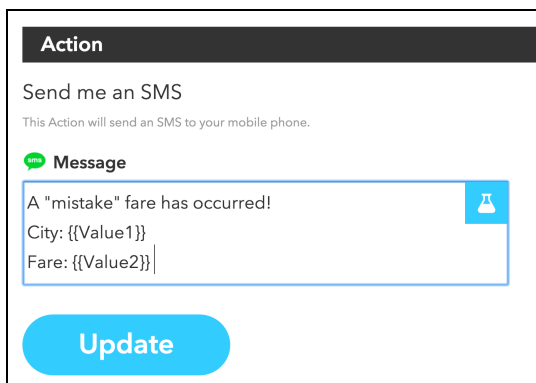 Action
Send me an SMS
This Action will send an SMS to your mobile phone.
sms Message
A "mistake" fare has occurred!
City: {{Value1}}
Fare: {{Value2}}
Update